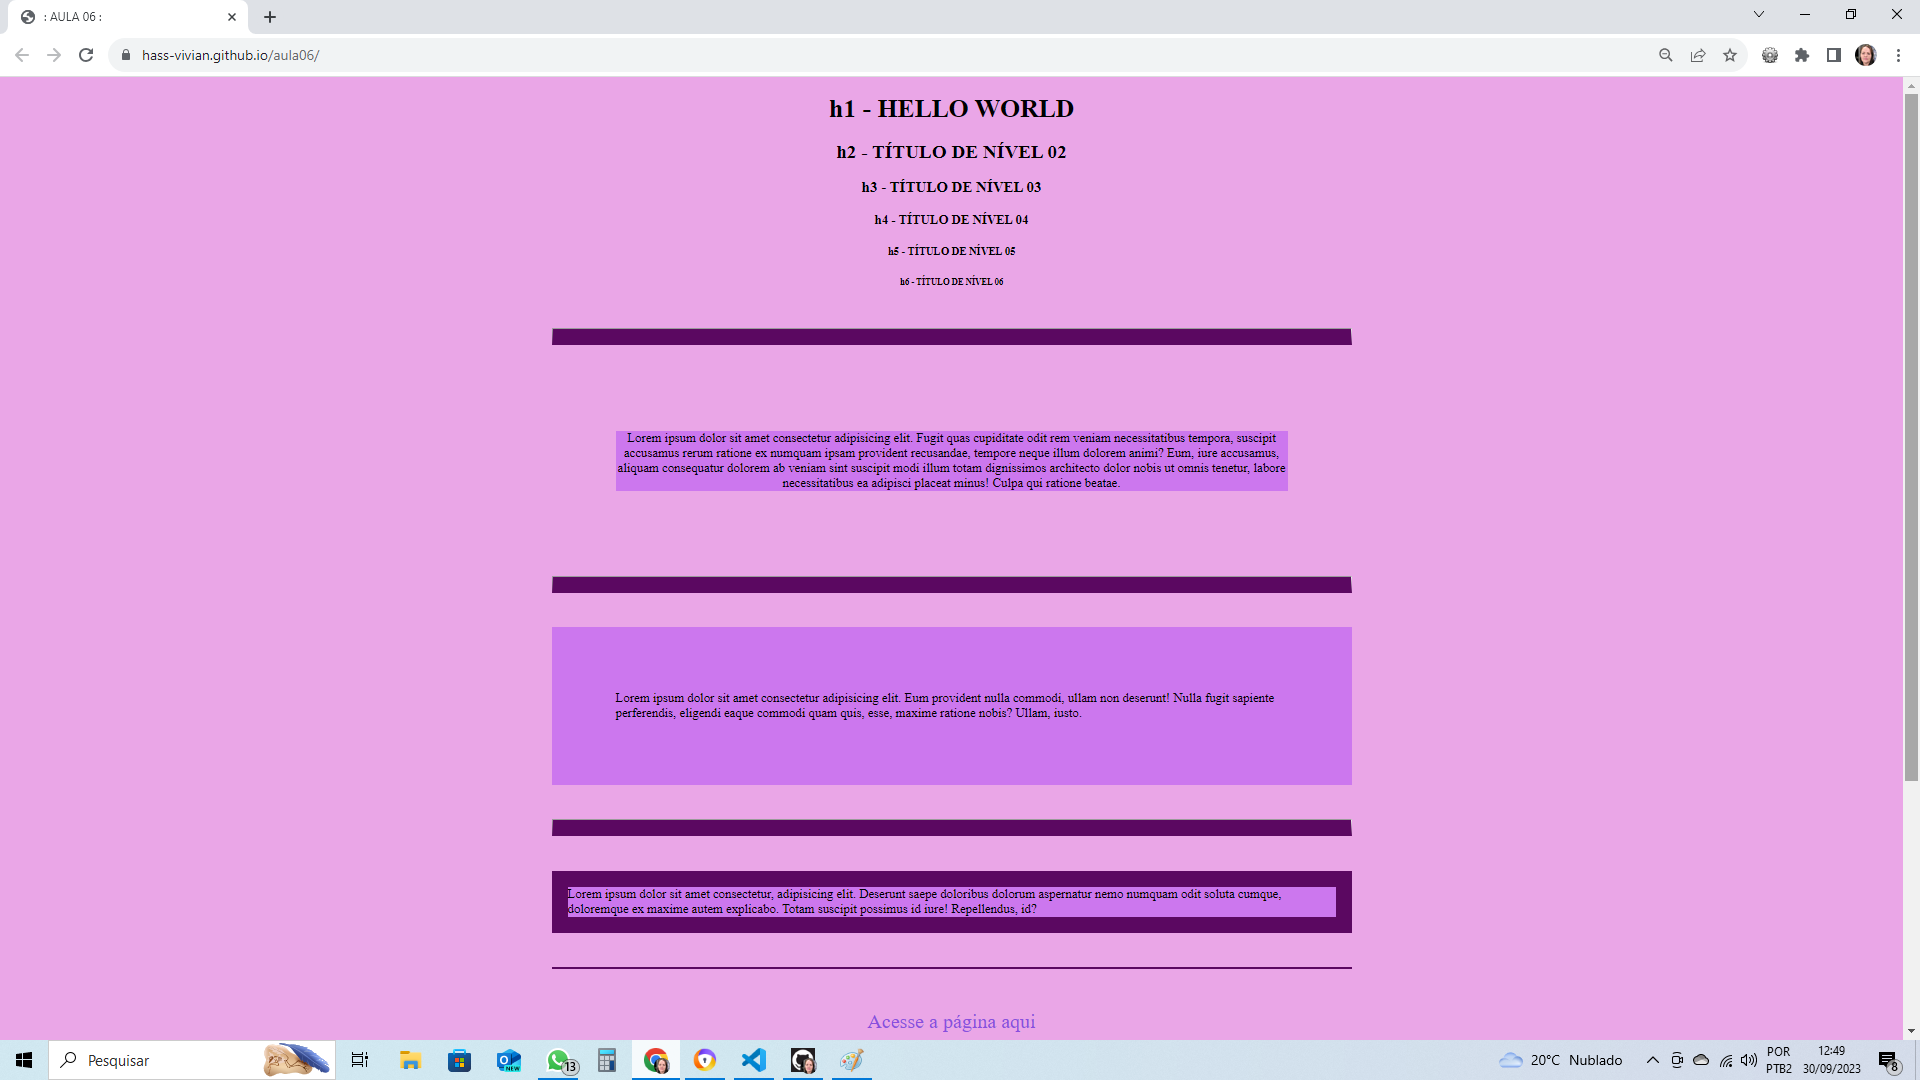 : AULA 06 :
hass-vivian.github.io/aula06/
h1 - HELLO WORLD
h2 - TÍTULO DE NÍVEL 02
h3 - TÍTULO DE NÍVEL 03
h4 - TÍTULO DE NÍVEL 04
h5 - TÍTULO DE NÍVEL 05
h6 - TÍTULO DE NÍVEL 06
Lorem ipsum dolor sit amet consectetur adipisicing elit. Fugit quas cupiditate odit rem veniam necessitatibus tempora, suscipit
accusamus rerum ratione ex numquam ipsam provident recusandae, tempore neque illum dolorem animi? Eum, iure accusamus,
aliquam consequatur dolorem ab veniam sint suscipit modi illum totam dignissimos architecto dolor nobis ut omnis tenetur, labore
necessitatibus ea adipisci placeat minus! Culpa qui ratione beatae.
Lorem ipsum dolor sit amet consectetur adipisicing elit. Eum provident nulla commodi, ullam non deserunt! Nulla fugit sapiente
perferendis, eligendi eaque commodi quam quis, esse, maxime ratione nobis? Ullam, iusto.
Lorem ipsum dolor sit amet consectetur, adipisicing elit. Deserunt saepe doloribus dolorum aspernatur nemo numquam odit soluta cumque,
doloremque ex maxime autem explicabo. Totam suscipit possimus id iure! Repellendus, id?
Acesse a página aqui
Pesquisar
NEW
13
20°C Nublado
POR
PTB2
12:49
30/09/2023
8